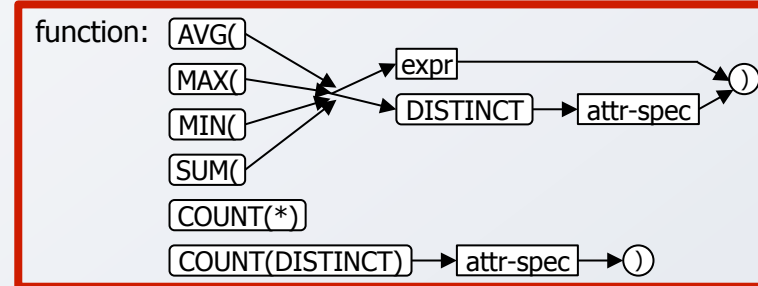 function: AVG(
expr
MAX(
)
DISTINCT attr-spec
MIN(
SUM(
COUNT(*)
COUNT(DISTINCT) attr-spec ()